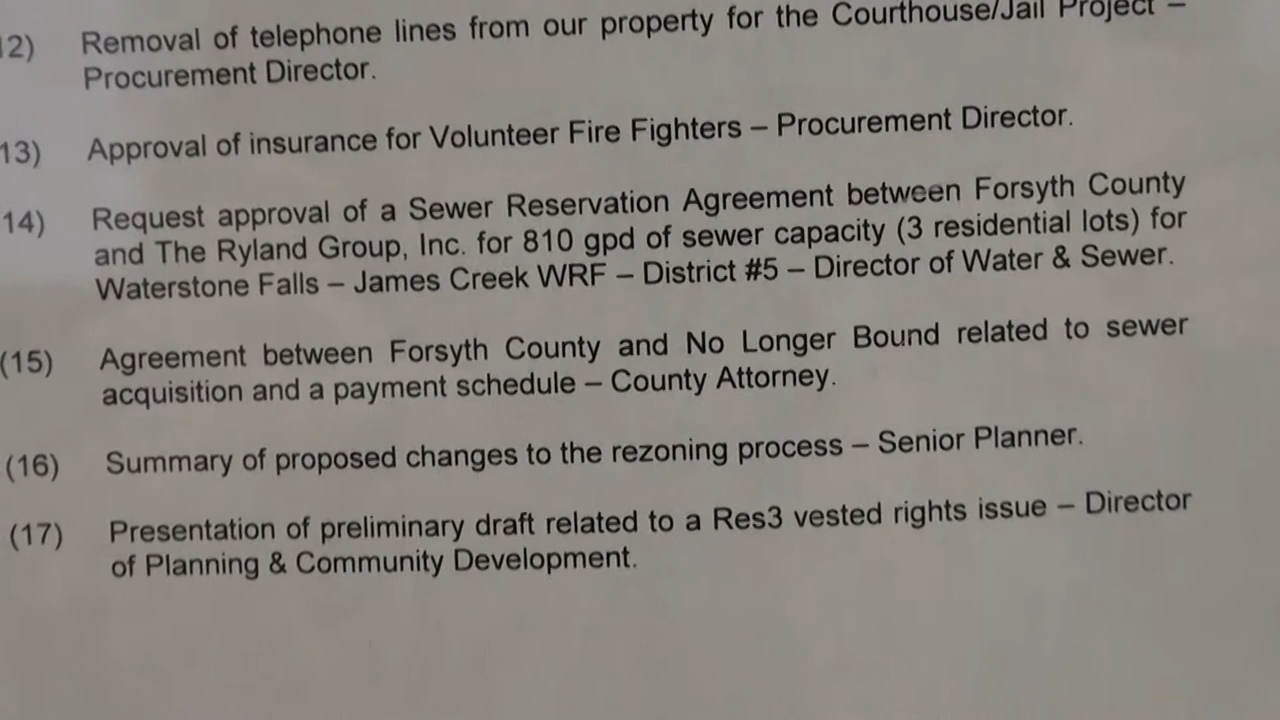 12) Removal of telephone lines from our property for the Courthouse/Jail Project –
Procurement Director.
13) Approval of insurance for Volunteer Fire Fighters – Procurement Director.
14) Request approval of a Sewer Reservation Agreement between Forsyth County
and The Ryland Group, Inc. for 810 gpd of sewer capacity (3 residential lots) for
Waterstone Falls – James Creek WRF – District #5 – Director of Water & Sewer.
(15) Agreement between Forsyth County and No Longer Bound related to sewer
acquisition and a payment schedule – County Attorney.
(16) Summary of proposed changes to the rezoning process – Senior Planner.
(17) Presentation of preliminary draft related to a Res3 vested rights issue – Director
of Planning & Community Development.